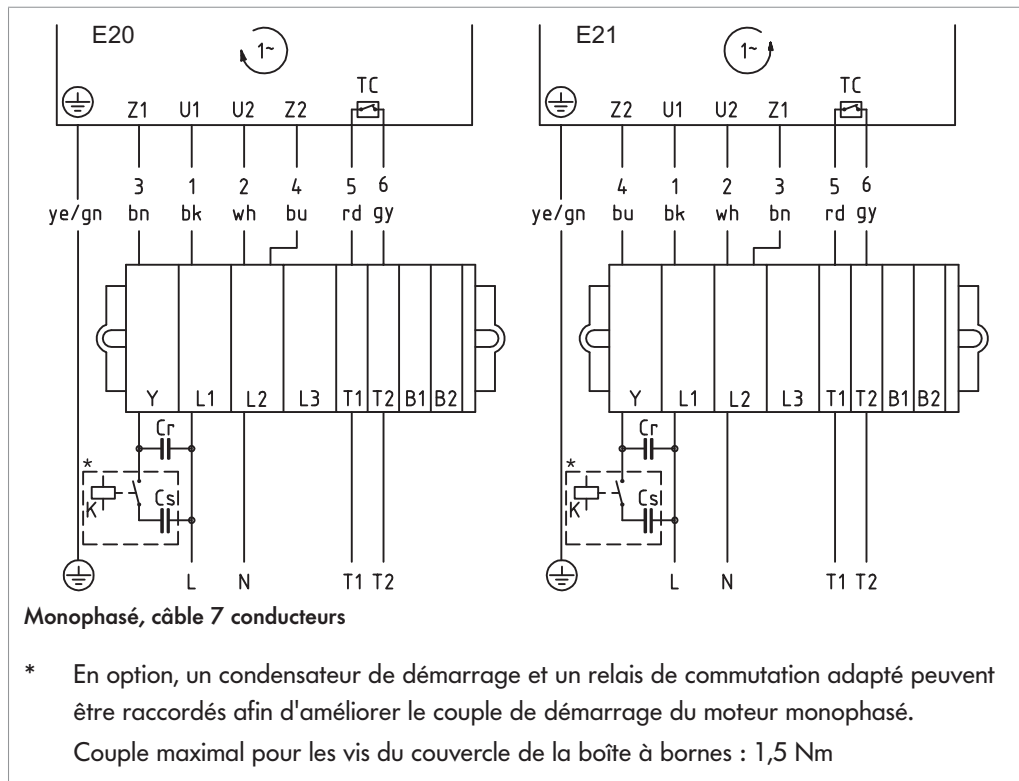 E20
1~
TC
Z1 U1 U2 Z2
3 1 2 4 5 6
ye/gn bn bk wh bu rd gy
Y L1 L2 L3 T1 T2 B1 B2
Cr
*
K
Cs
L N T1 T2
E21
1~
TC
Z2 U1 U2 Z1
4 1 2 3 5 6
ye/gn bu bk wh bn rd gy
Y L1 L2 L3 T1 T2 B1 B2
Cr
*
K
Cs
L N T1 T2
Monophasé, câble 7 conducteurs
* En option, un condensateur de démarrage et un relais de commutation adapté peuvent
être raccordés afin d'améliorer le couple de démarrage du moteur monophasé.
Couple maximal pour les vis du couvercle de la boîte à bornes : 1,5 Nm